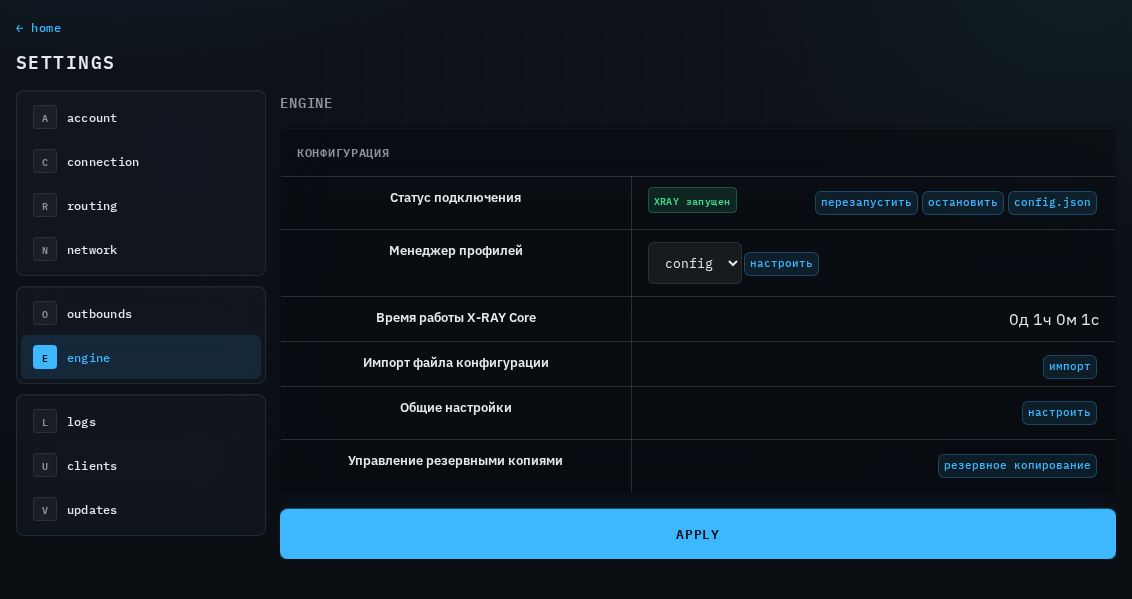 ← home
SETTINGS
A account
C connection
R routing
N network
O outbounds
E engine
L logs
U clients
V updates
ENGINE
КОНФИГУРАЦИЯ
Статус подключения XRAY запущен перезапустить остановить config.json
Менеджер профилей config настроить
Время работы X-RAY Core 0д 1ч 0м 1с
Импорт файла конфигурации импорт
Общие настройки настроить
Управление резервными копиями резервное копирование
APPLY